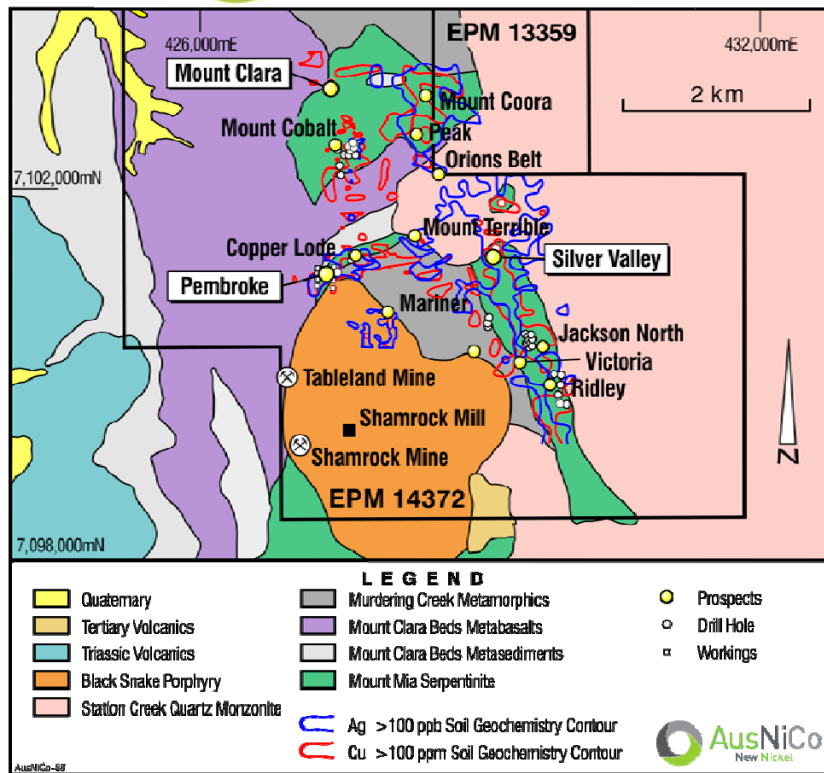 EPM 13359
426,000mE
432,000mE
Mount Clara
2 km
Mount Coora
Mount Cobalt
Peak
Orions Belt
7,102,000mN
Mount Terrible
Copper Lode
Silver Valley
Pembroke
Mariner
Jackson North
Victoria
Tableland Mine
Ridley
Shamrock Mill
Shamrock Mine
N
EPM 14372
7,098,000mN
LEGEND
Quaternary
Tertiary Volcanics
Triassic Volcanics
Black Snake Porphyry
Station Creek Quartz Monzonite
Murdering Creek Metamorphics
Mount Clara Beds Metabasalts
Mount Clara Beds Metasediments
Mount Mia Serpentinite
Prospects
Drill Hole
Workings
Ag >100 ppb Soil Geochemistry Contour
Cu >100 ppm Soil Geochemistry Contour
AusNiCo
New Nickel